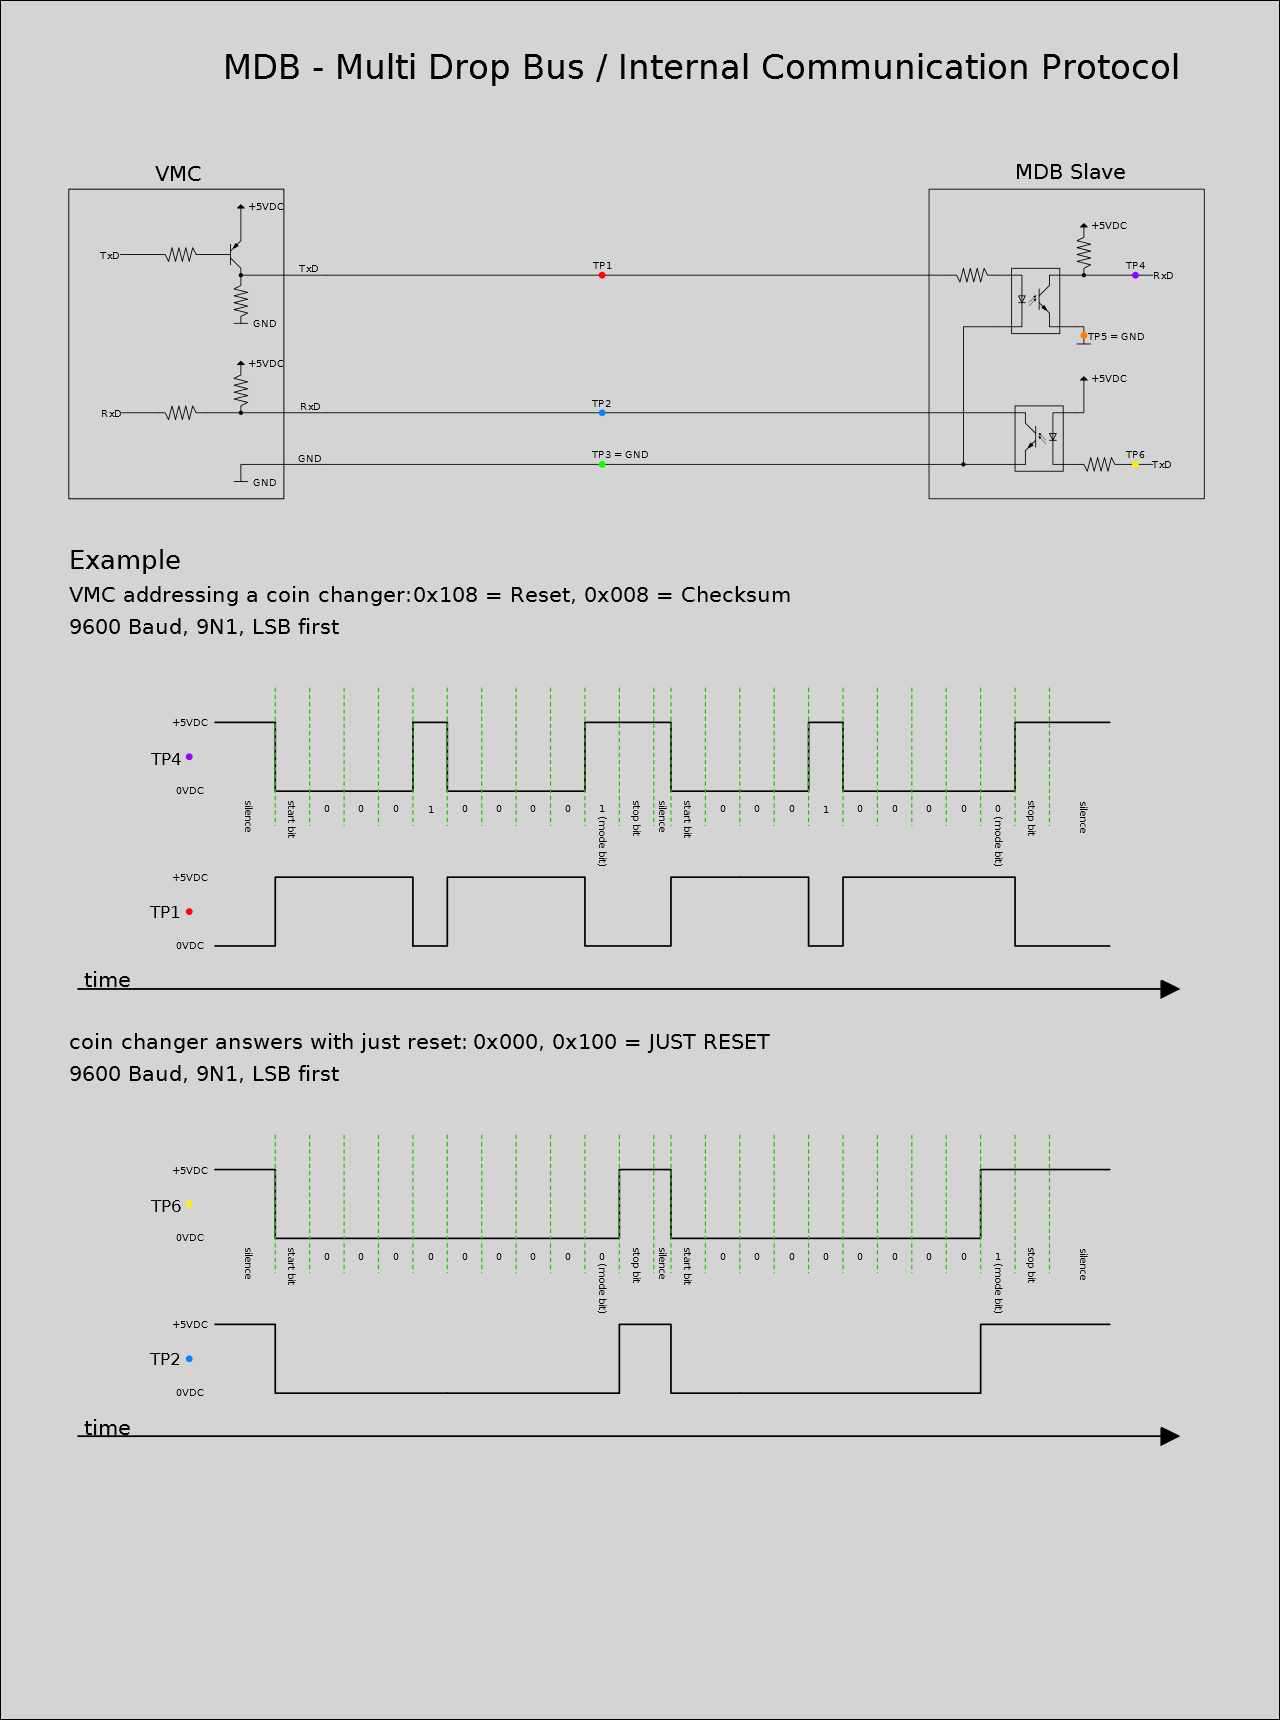 MDB - Multi Drop Bus / Internal Communication Protocol
VMC
MDB Slave
+5VDC
+5VDC
TxD
TxD
TP1
TP4
RxD
GND
TP5 = GND
+5VDC
+5VDC
RxD
RxD
TP2
GND
TP3 = GND
TP6
TxD
GND
Example
VMC addressing a coin changer:0x108 = Reset, 0x008 = Checksum
9600 Baud, 9N1, LSB first
+5VDC
TP4
0VDC
silence start bit 0 0 0 1 0 0 0 0 1 (mode bit) stop bit silence start bit 0 0 0 1 0 0 0 0 0 (mode bit) stop bit silence
+5VDC
TP1
0VDC
time
coin changer answers with just reset: 0x000, 0x100 = JUST RESET
9600 Baud, 9N1, LSB first
+5VDC
TP6
0VDC
silence start bit 0 0 0 0 0 0 0 0 0 (mode bit) stop bit silence start bit 0 0 0 0 0 0 0 0 1 (mode bit) stop bit silence
+5VDC
TP2
0VDC
time